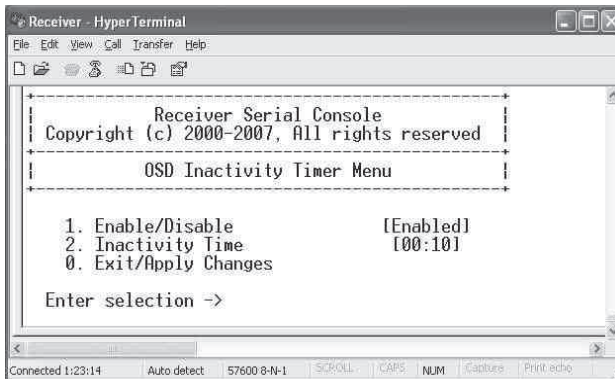 Receiver - HyperTerminal
File Edit View Call Transfer Help
Receiver Serial Console
Copyright (c) 2000-2007, All rights reserved
OSD Inactivity Timer Menu
1. Enable/Disable [Enabled]
2. Inactivity Time [00:10]
0. Exit/Apply Changes
Enter selection ->
Connected 1:23:14 Auto detect 57600 8-N-1 SCROLL CAPS NUM Capture Print echo